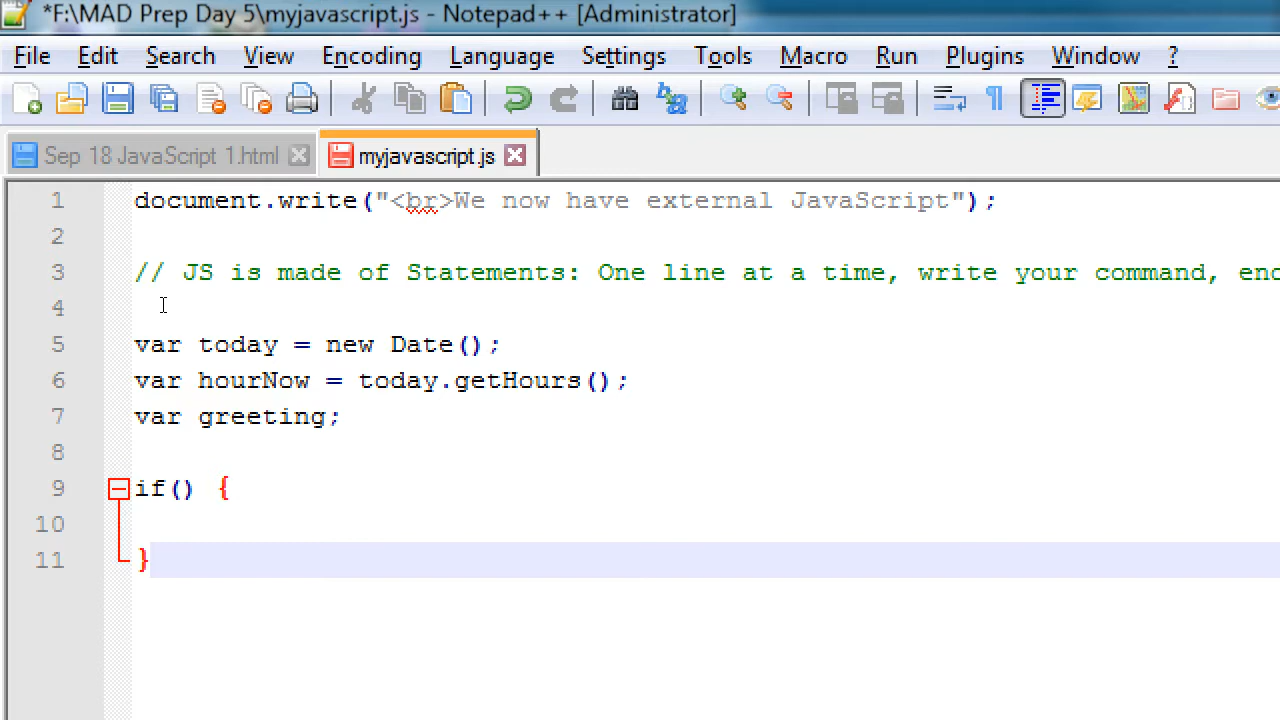 *F:\MAD Prep Day 5\myjavascript.js - Notepad++ [Administrator]
File Edit Search View Encoding Language Settings Tools Macro Run Plugins Window ?
Sep 18 JavaScript 1.html myjavascript.js
1 document.write("<br>We now have external JavaScript");
2
3 // JS is made of Statements: One line at a time, write your command, enc
4
5 var today = new Date();
6 var hourNow = today.getHours();
7 var greeting;
8
9 if() {
10
11 }